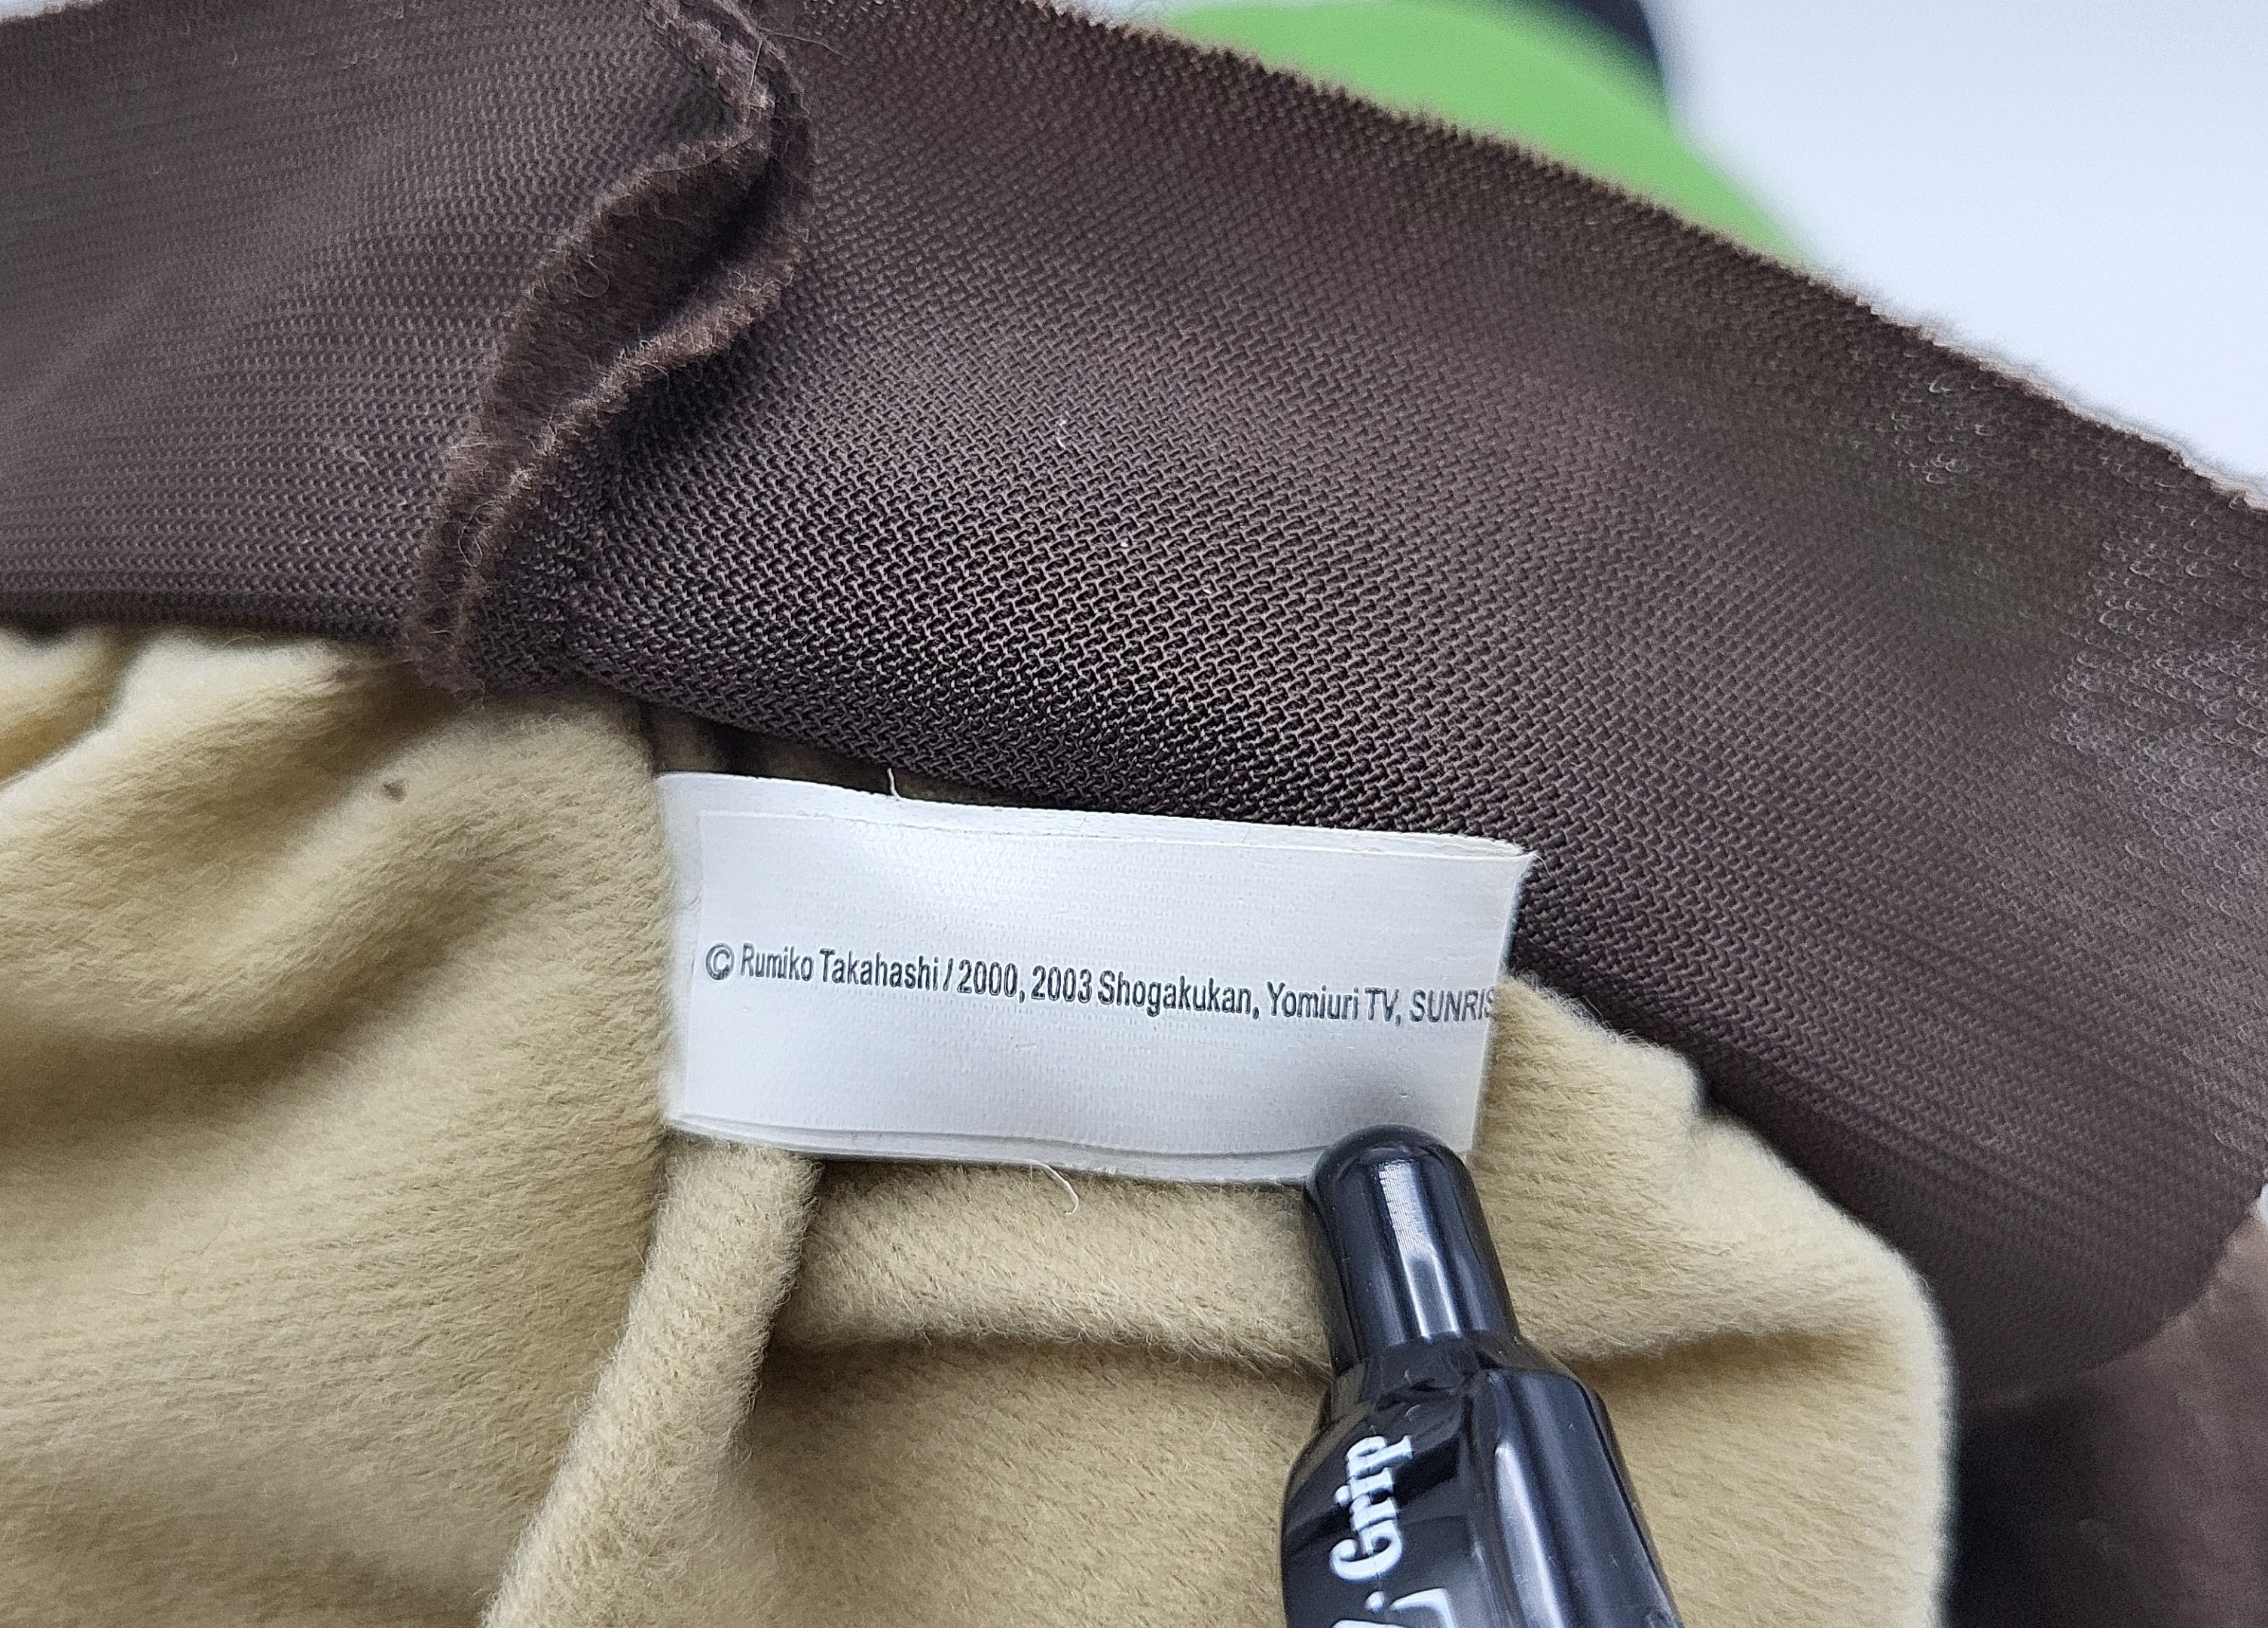 © Rumiko Takahashi / 2000, 2003 Shogakukan, Yomiuri TV, SUNRIS
Grip